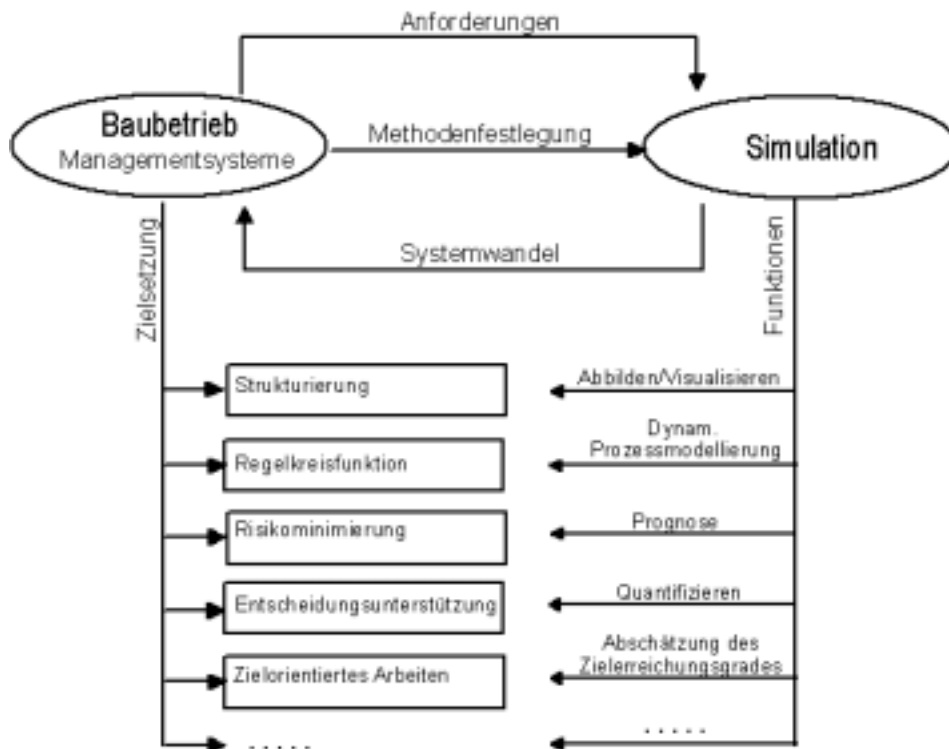 Anforderungen
Baubetrieb
Managementsysteme
Methodenfestlegung
Simulation
Systemwandel
Zielsetzung
Funktionen
Strukturierung
Abbilden/Visualisieren
Regelkreisfunktion
Dynam.
Prozessmodellierung
Risikominimierung
Prognose
Entscheidungsunterstützung
Quantifizieren
Zielorientiertes Arbeiten
Abschätzung des
Zielerreichungsgrades
. . . . .
. . . . .